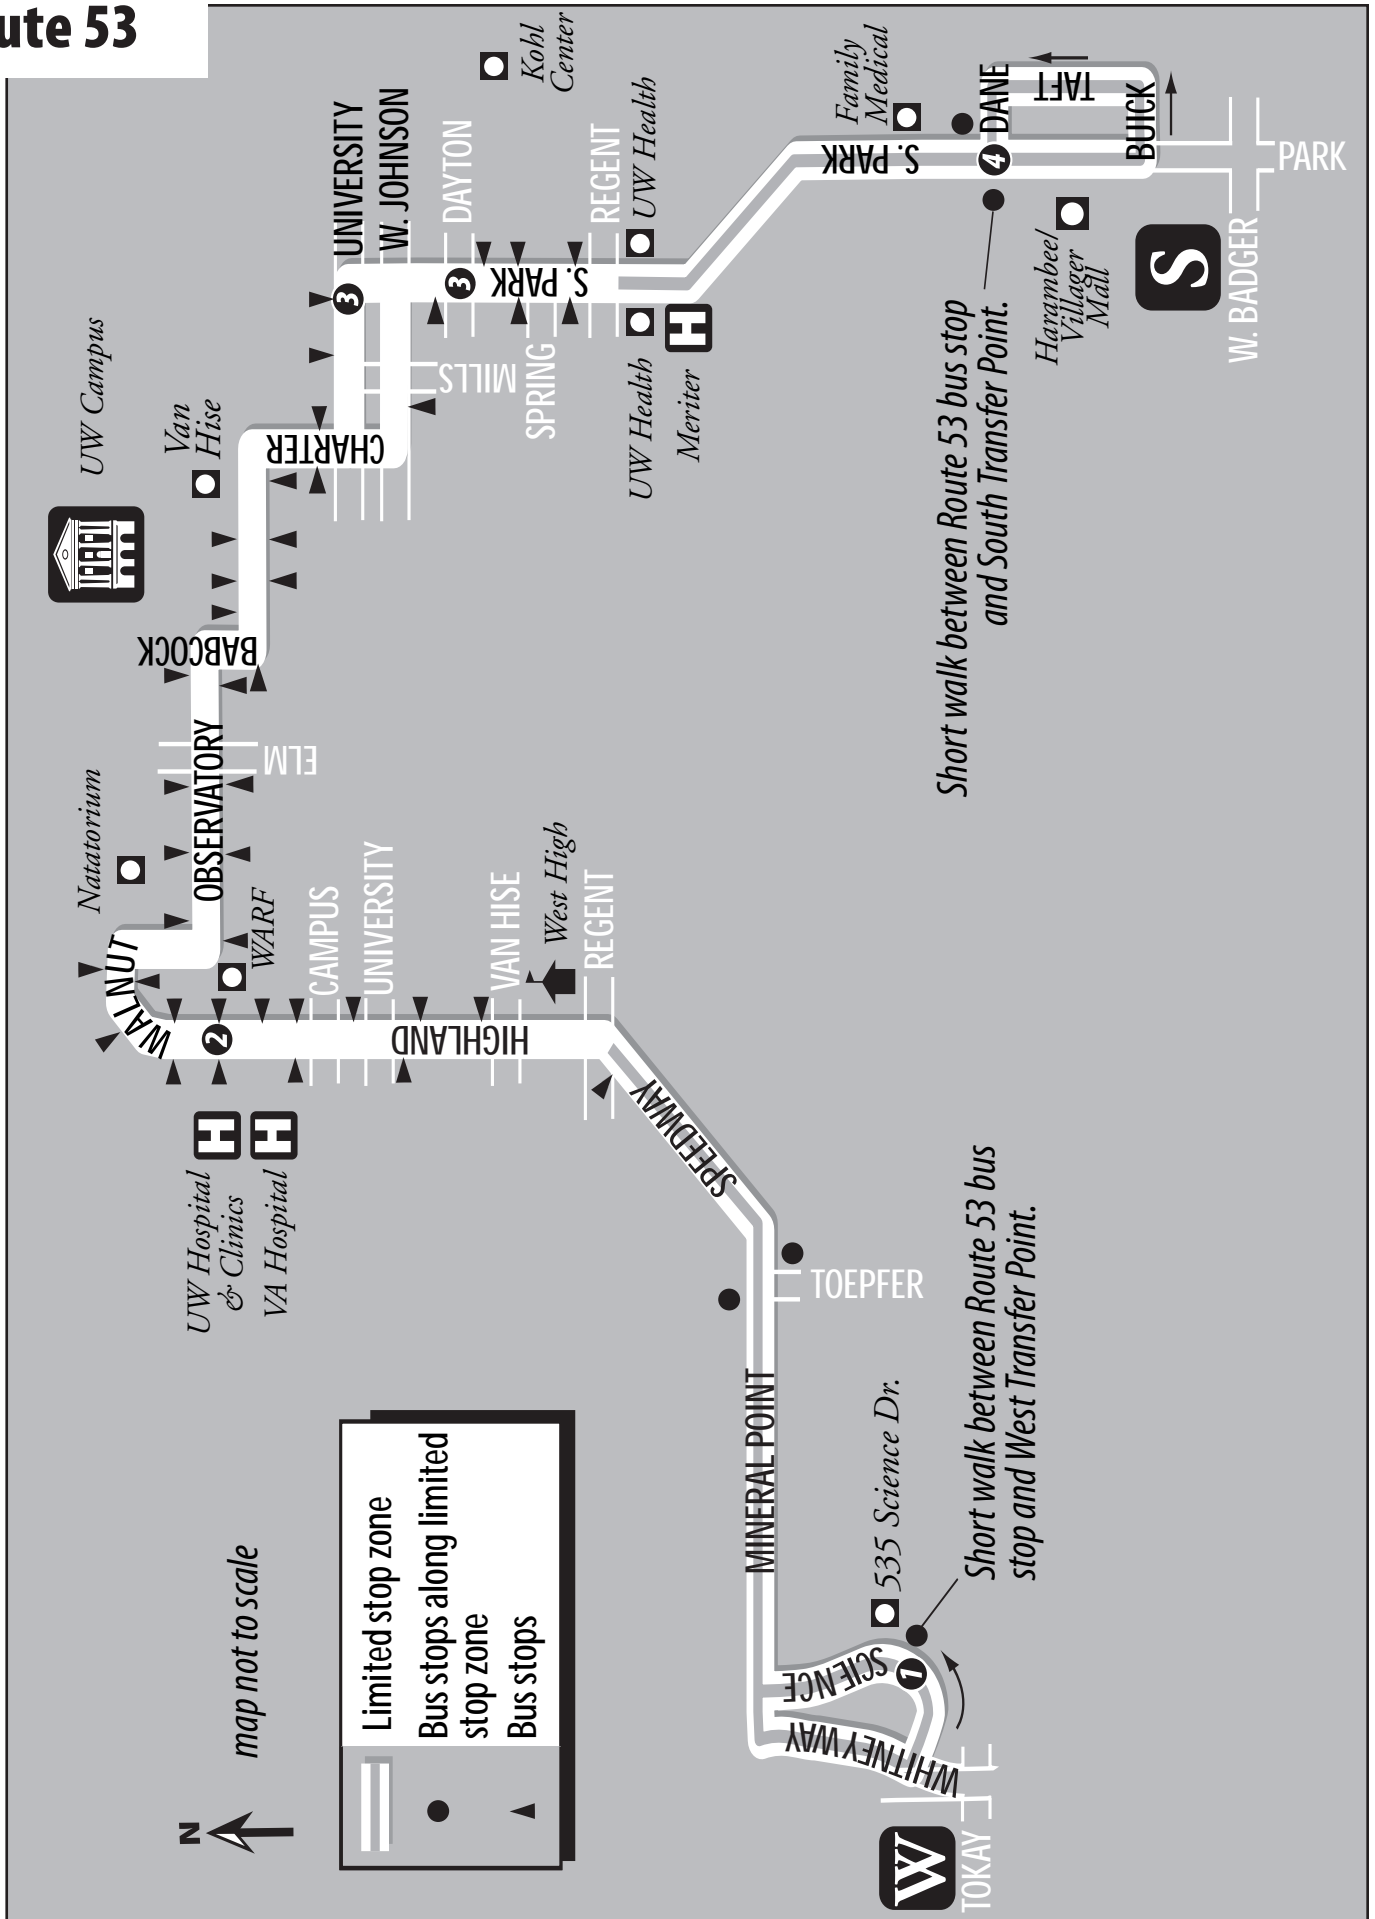 ute 53
Kohl
Center
Family
Medical
UNIVERSITY
W. JOHNSON
DAYTON
REGENT
UW Health
S. PARK
DANE
TAFT
BUICK
PARK
4
3
3
S. PARK
UW Campus
Van
Hise
CHARTER
MILLS
SPRING
UW Health
H
Meriter
Harambee/
Villager
Mall
S
W. BADGER
Short walk between Route 53 bus stop
and South Transfer Point.
BABCOCK
OBSERVATORY
ELM
Natatorium
WARF
WALNUT
2
CAMPUS
UNIVERSITY
VAN HISE
West High
REGENT
HIGHLAND
H
H
UW Hospital
& Clinics
VA Hospital
SPEEDWAY
TOEPFER
MINERAL POINT
535 Science Dr.
Short walk between Route 53 bus
stop and West Transfer Point.
SCIENCE
1
WHITNEY WAY
W
TOKAY
N
map not to scale
Limited stop zone
Bus stops along limited
stop zone
Bus stops